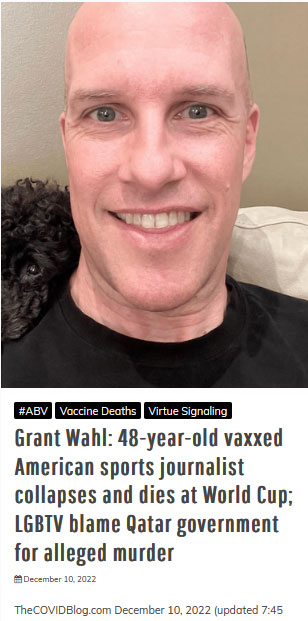 #ABV Vaccine Deaths Virtue Signaling
Grant Wahl: 48-year-old vaxxed
American sports journalist
collapses and dies at World Cup;
LGBTV blame Qatar government
for alleged murder
December 10, 2022
TheCOVIDBlog.com December 10, 2022 (updated 7:45